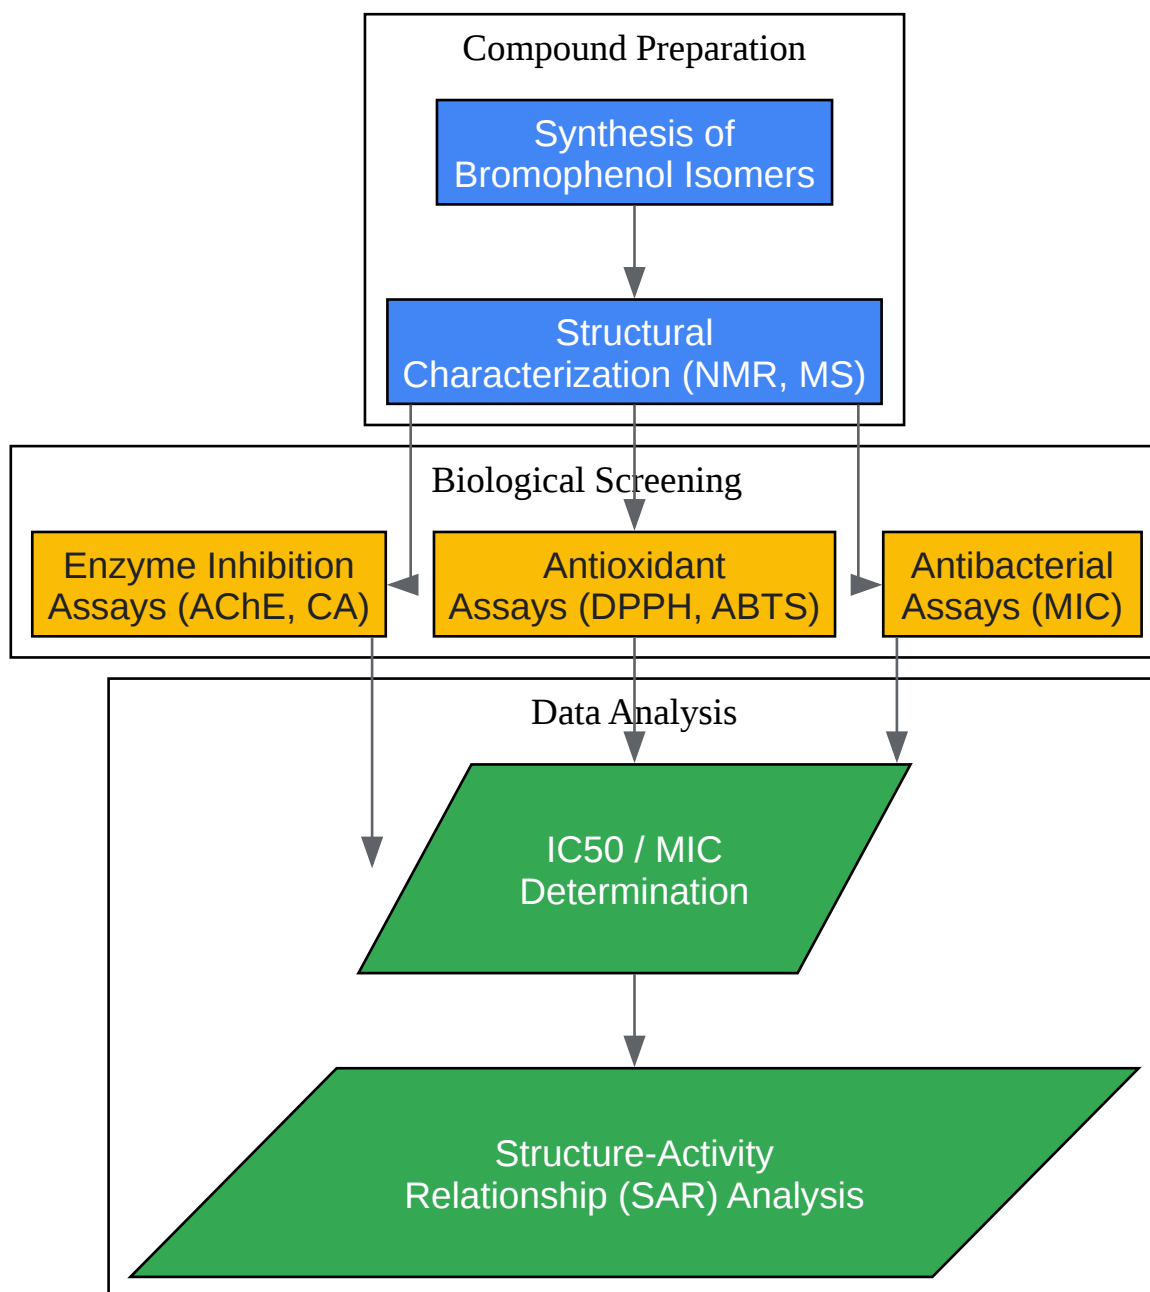 Compound Preparation
Synthesis of
Bromophenol Isomers
Structural
Characterization (NMR, MS)
Biological Screening
Enzyme Inhibition
Assays (AChE, CA)
Antioxidant
Assays (DPPH, ABTS)
Antibacterial
Assays (MIC)
Data Analysis
IC50 / MIC
Determination
Structure-Activity
Relationship (SAR) Analysis